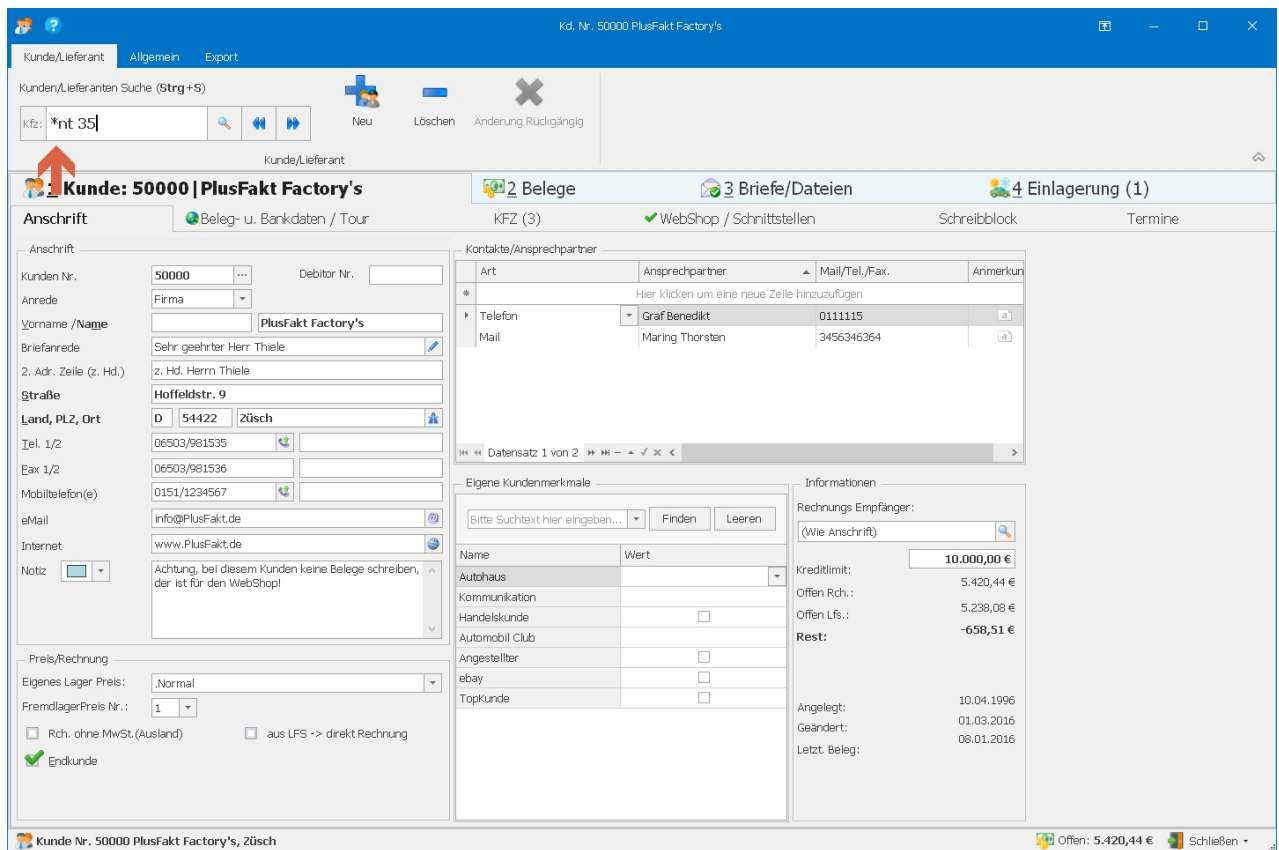 Kd. Nr. 50000 PlusFakt Factory's
Kunde/Lieferant Allgemein Export
Kunden/Lieferanten Suche (Strg+S)
Kfz: *nt 35
Neu Löschen Änderung Rückgängig
Kunde/Lieferant
1 Kunde: 50000|PlusFakt Factory's 2 Belege 3 Briefe/Dateien 4 Einlagerung (1)
Anschrift Beleg- u. Bankdaten / Tour KFZ (3) WebShop / Schnittstellen Schreibblock Termine
Anschrift
Kunden Nr. 50000 ... Debitor Nr.
Anrede Firma
Vorname /Name PlusFakt Factory's
Briefanrede Sehr geehrter Herr Thiele
2. Adr. Zeile (z. Hd.) z. Hd. Herrn Thiele
Straße Hoffeldstr. 9
Land, PLZ, Ort D 54422 Züsch
Tel. 1/2 06503/981535
Fax 1/2 06503/981536
Mobiltelefon(e) 0151/1234567
eMail info@PlusFakt.de
Internet www.PlusFakt.de
Notiz Achtung, bei diesem Kunden keine Belege schreiben,
der ist für den WebShop!
Preis/Rechnung
Eigenes Lager Preis: .Normal
FremdlagerPreis Nr.: 1
Rch. ohne MwSt.(Ausland) aus LFS -> direkt Rechnung
Endkunde
Kontakte/Ansprechpartner
Art Ansprechpartner Mail/Tel./Fax. Anmerkun
Hier klicken um eine neue Zeile hinzuzufügen
Telefon Graf Benedikt 0111115
Mail Maring Thorsten 3456346364
Datensatz 1 von 2
Eigene Kundenmerkmale
Bitte Suchtext hier eingeben... Finden Leeren
Name Wert
Autohaus
Kommunikation
Handelskunde
Automobil Club
Angestellter
ebay
TopKunde
Informationen
Rechnungs Empfänger:
(Wie Anschrift)
10.000,00 €
Kreditlimit:
5.420,44 €
Offen Rch.:
5.238,08 €
Offen Lfs.:
-658,51 €
Rest:
10.04.1996
Angelegt:
01.03.2016
Geändert:
08.01.2016
Letzt. Beleg:
Kunde Nr. 50000 PlusFakt Factory's, Züsch Offen: 5.420,44 € Schließen